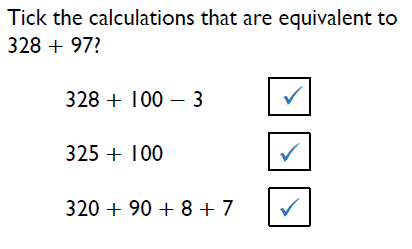 Tick the calculations that are equivalent to
328 + 97?
328 + 100 – 3 ✓
325 + 100 ✓
320 + 90 + 8 + 7 ✓